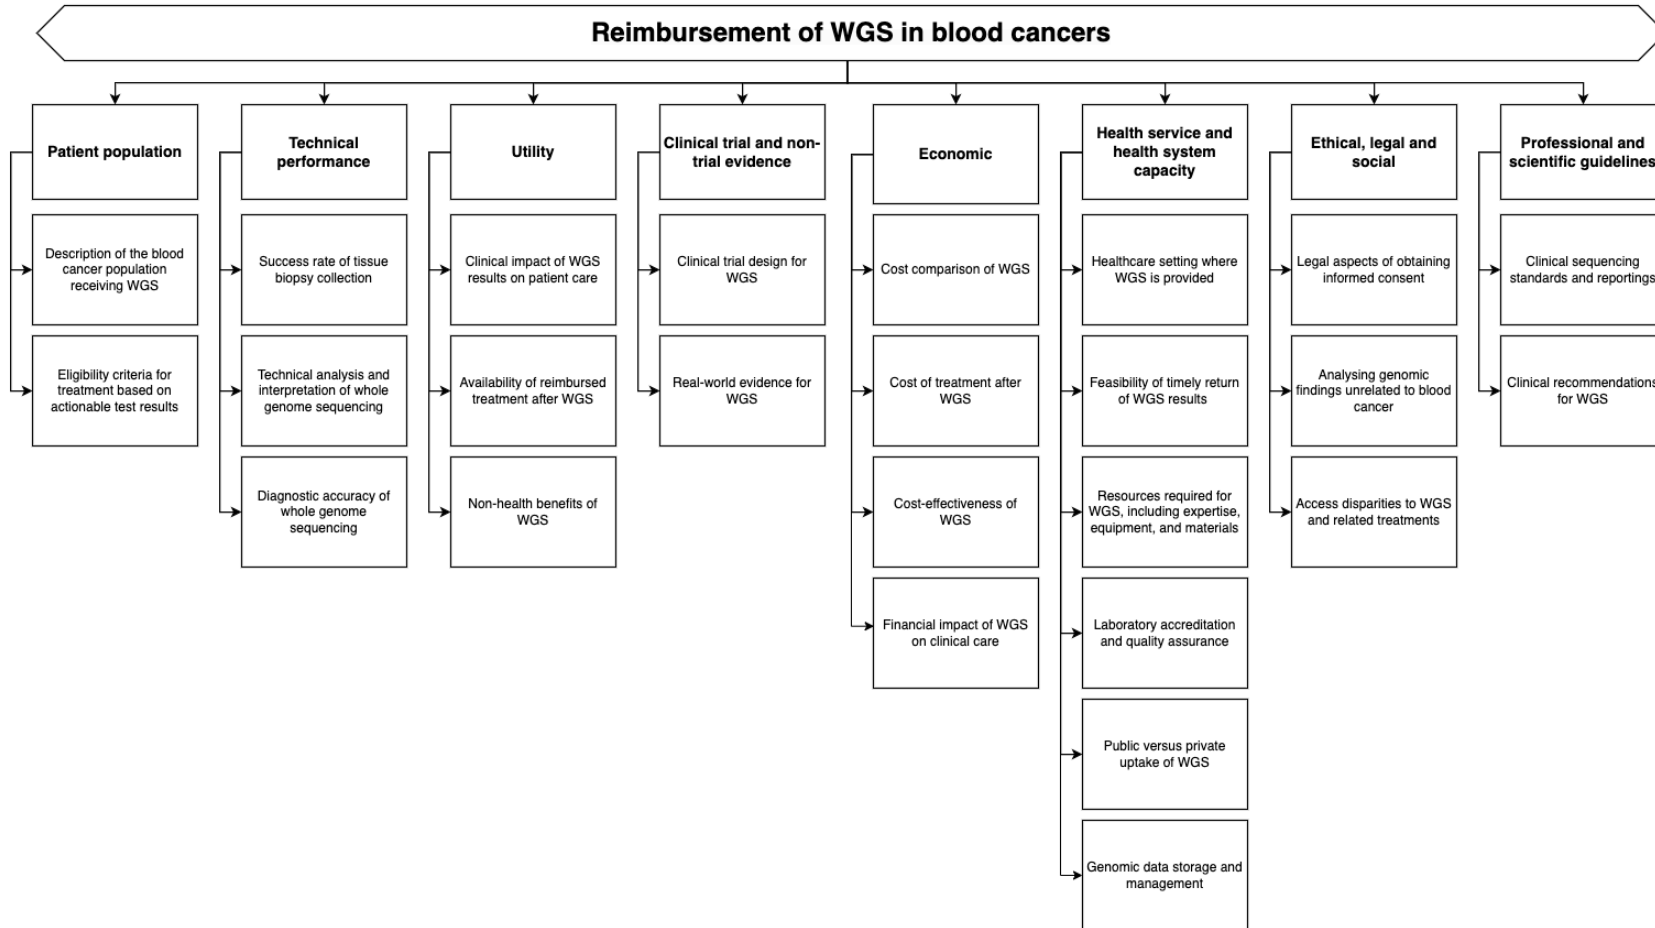 Reimbursement of WGS in blood cancers
Patient population
Description of the blood
cancer population
receiving WGS
Eligibility criteria for
treatment based on
actionable test results
Technical
performance
Success rate of tissue
biopsy collection
Technical analysis and
interpretation of whole
genome sequencing
Diagnostic accuracy of
whole genome
sequencing
Utility
Clinical impact of WGS
results on patient care
Availability of reimbursed
treatment after WGS
Non-health benefits of
WGS
Clinical trial and non-
trial evidence
Clinical trial design for
WGS
Real-world evidence for
WGS
Economic
Cost comparison of WGS
Cost of treatment after
WGS
Cost-effectiveness of
WGS
Financial impact of WGS
on clinical care
Health service and
health system
capacity
Healthcare setting where
WGS is provided
Feasibility of timely return
of WGS results
Resources required for
WGS, including expertise,
equipment, and materials
Laboratory accreditation
and quality assurance
Public versus private
uptake of WGS
Genomic data storage and
management
Ethical, legal and
social
Legal aspects of obtaining
informed consent
Analysing genomic
findings unrelated to blood
cancer
Access disparities to WGS
and related treatments
Professional and
scientific guidelines
Clinical sequencing
standards and reportings
Clinical recommendations
for WGS